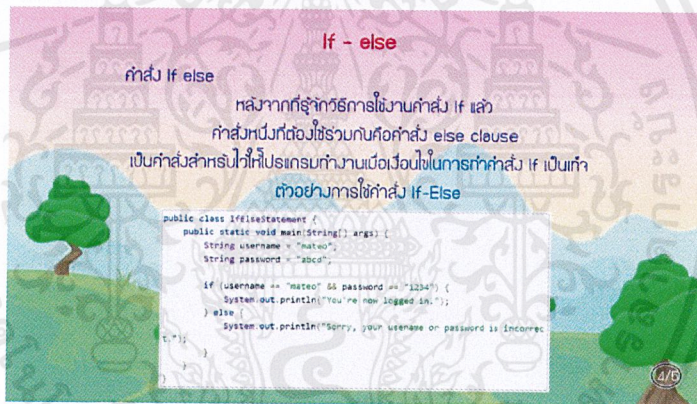 If - else
คำสั่ง If else
หลังจากที่รู้จักวิธีการใช้งานคำสั่ง If แล้ว
คำสั่งหนึ่งที่ต้องใช้ร่วมกันคือคำสั่ง else clause
เป็นคำสั่งสำหรับไว้ให้โปรแกรมทำงานเมื่อเงื่อนไขในการทำคำสั่ง If เป็นเท็จ
ตัวอย่างการใช้คำสั่ง If-Else
public class IfElseStatement {
public static void main(String[] args) {
String username = "mateo";
String password = "abcd";
if (username == "mateo" && password == "1234") {
System.out.println("You're now logged in.");
} else {
System.out.println("Sorry, your usename or password is incorrec
t.");
}
}
}
4/5